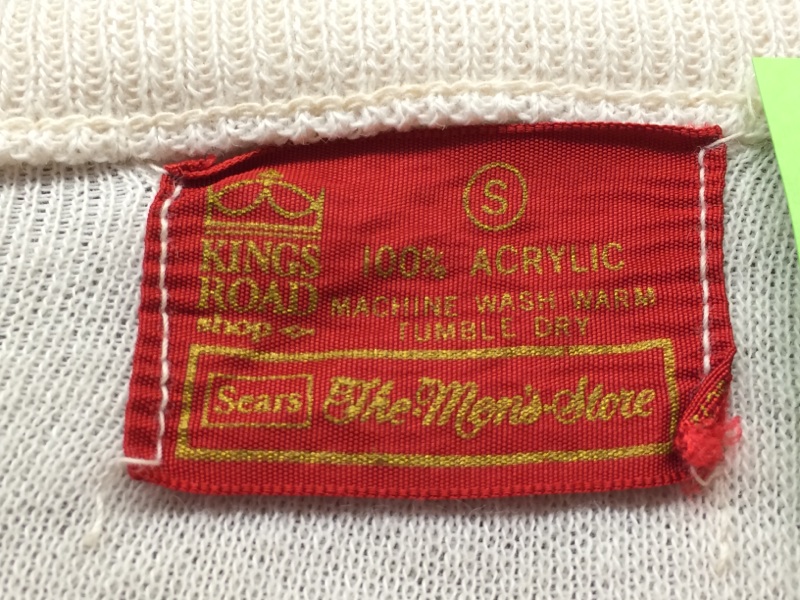 KINGS
ROAD
shop
S
100% ACRYLIC
MACHINE WASH WARM
TUMBLE DRY
Sears The Men's Store